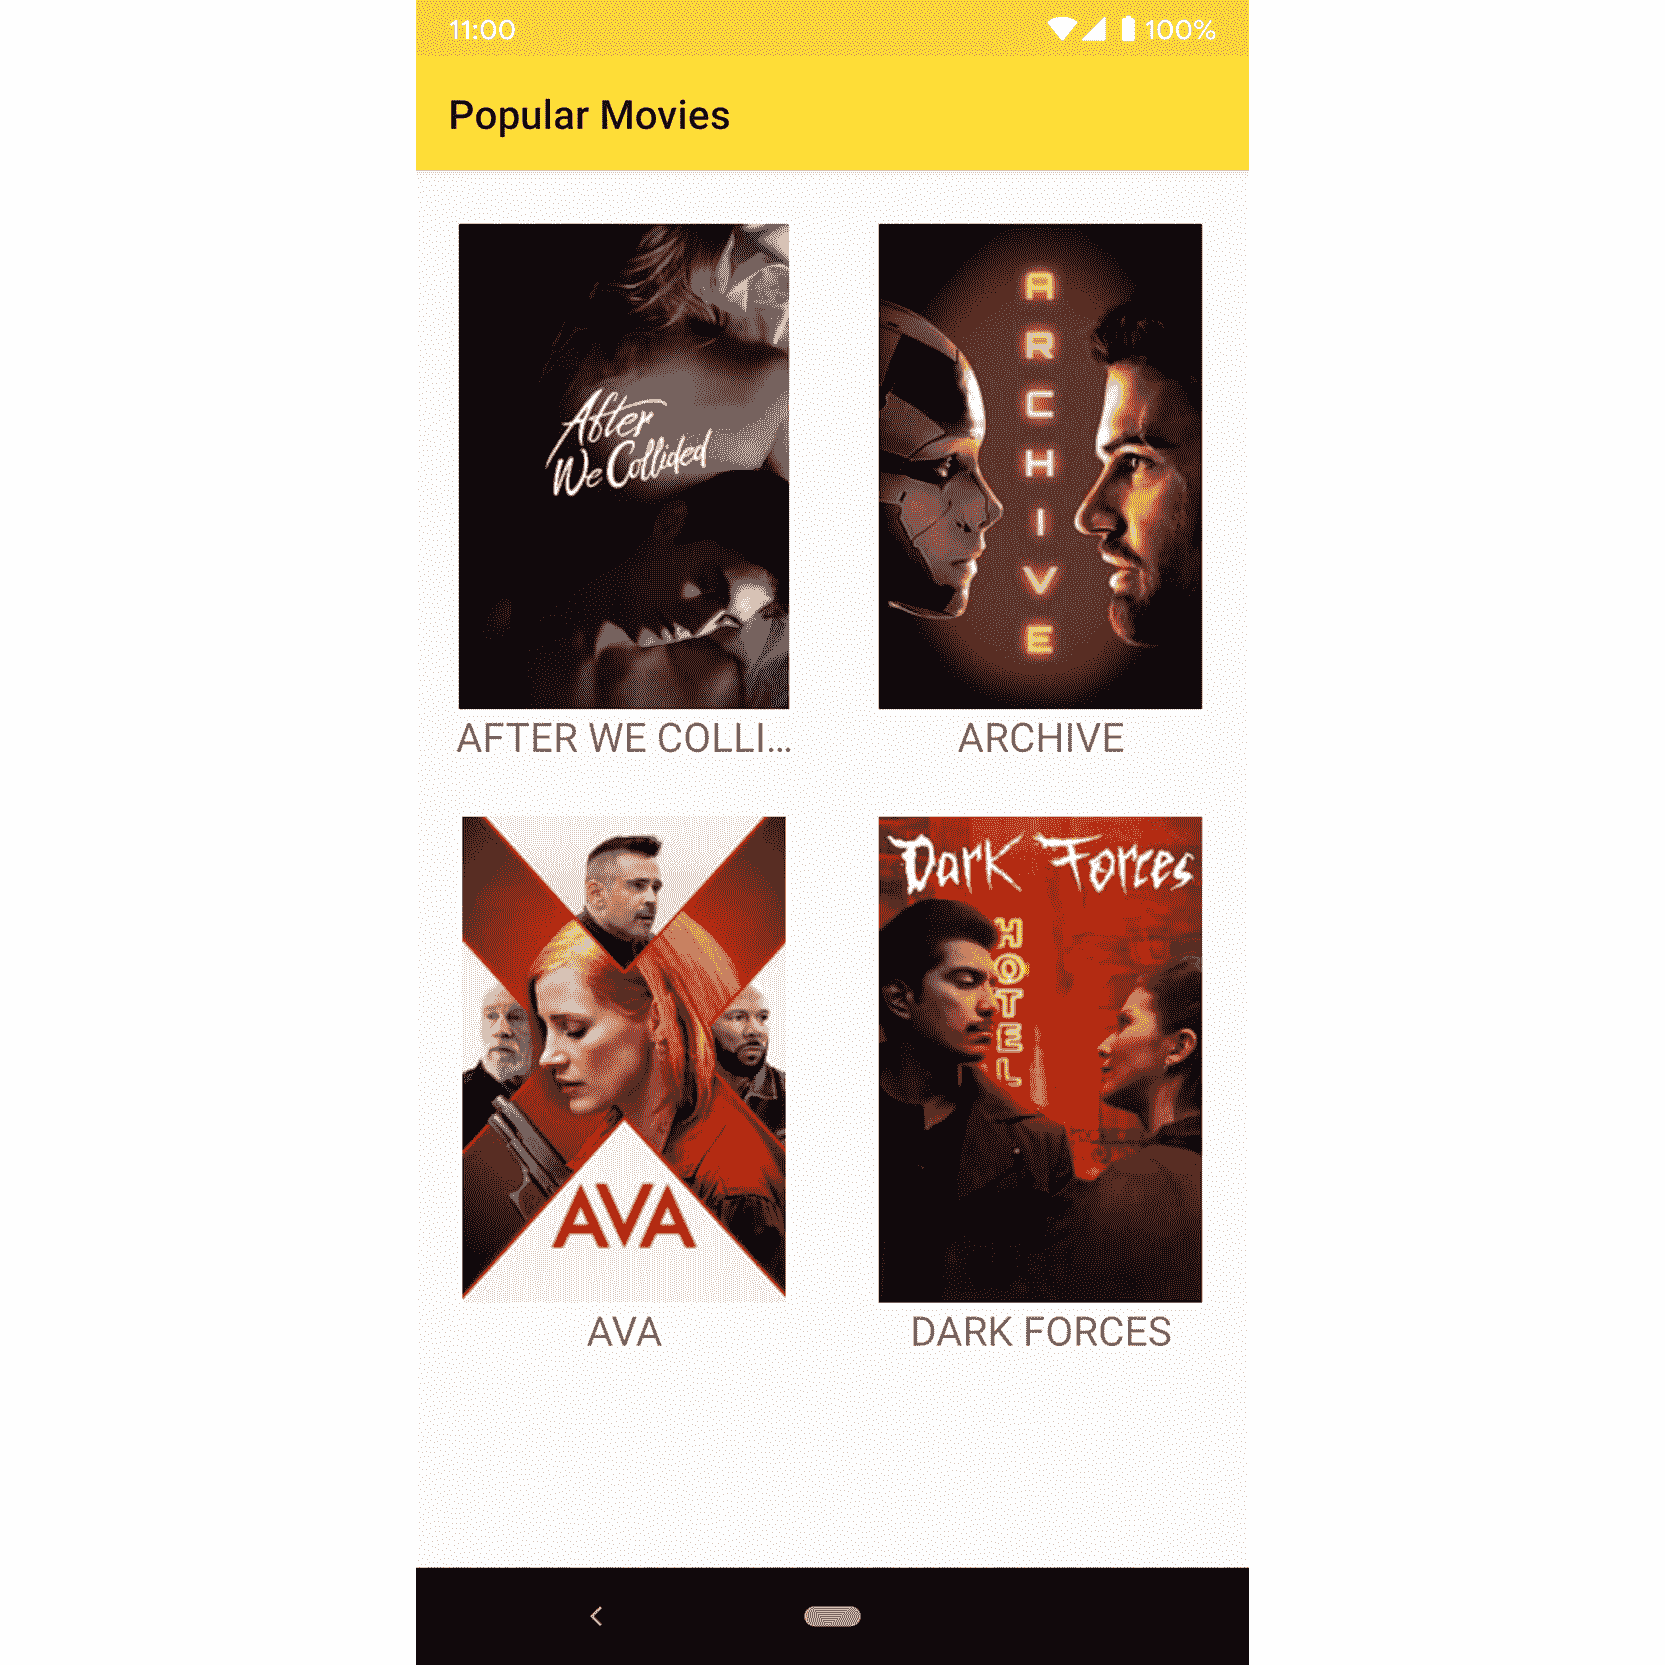 11:00 100%
Popular Movies
After
We Collided
ARCHIVE
AFTER WE COLLI...
ARCHIVE
AVA
Dark Forces
HOTEL
AVA
DARK FORCES